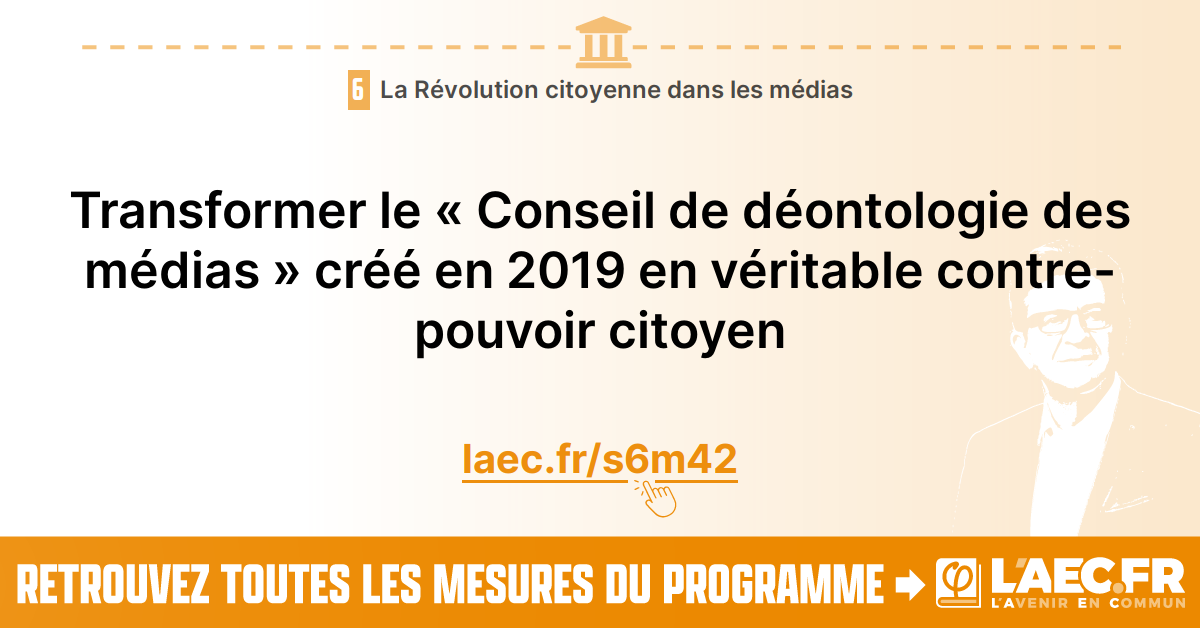 6 La Révolution citoyenne dans les médias
Transformer le « Conseil de déontologie des
médias » créé en 2019 en véritable contre-
pouvoir citoyen
laec.fr/s6m42
RETROUVEZ TOUTES LES MESURES DU PROGRAMME
φ L'AEC.FR
L'AVENIR EN COMMUN